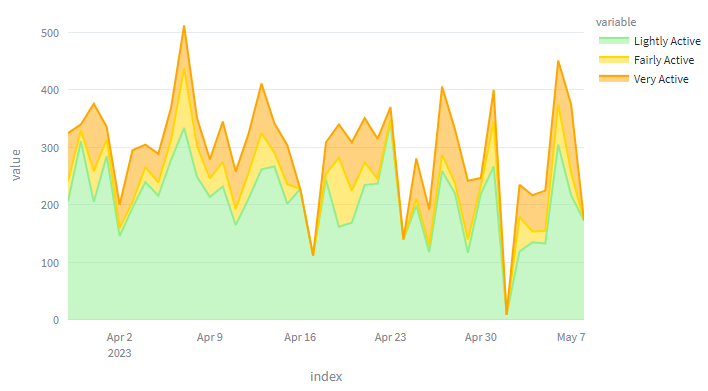 variable
Lightly Active
Fairly Active
Very Active
500
400
300
200
100
0
value
Apr 2
2023
Apr 9
Apr 16
Apr 23
Apr 30
May 7
index